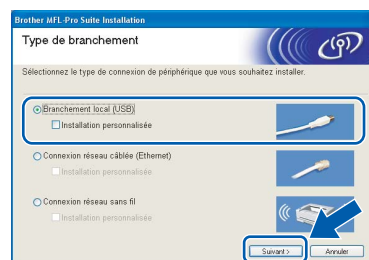 Brother MFL-Pro Suite Installation
Type de branchement
Sélectionnez le type de connexion de périphérique que vous souhaitez installer.
Branchement local (USB)
Installation personnalisée
Connexion réseau câblée (Ethernet)
Installation personnalisée
Connexion réseau sans fil
Installation personnalisée
Suivant >
Annuler